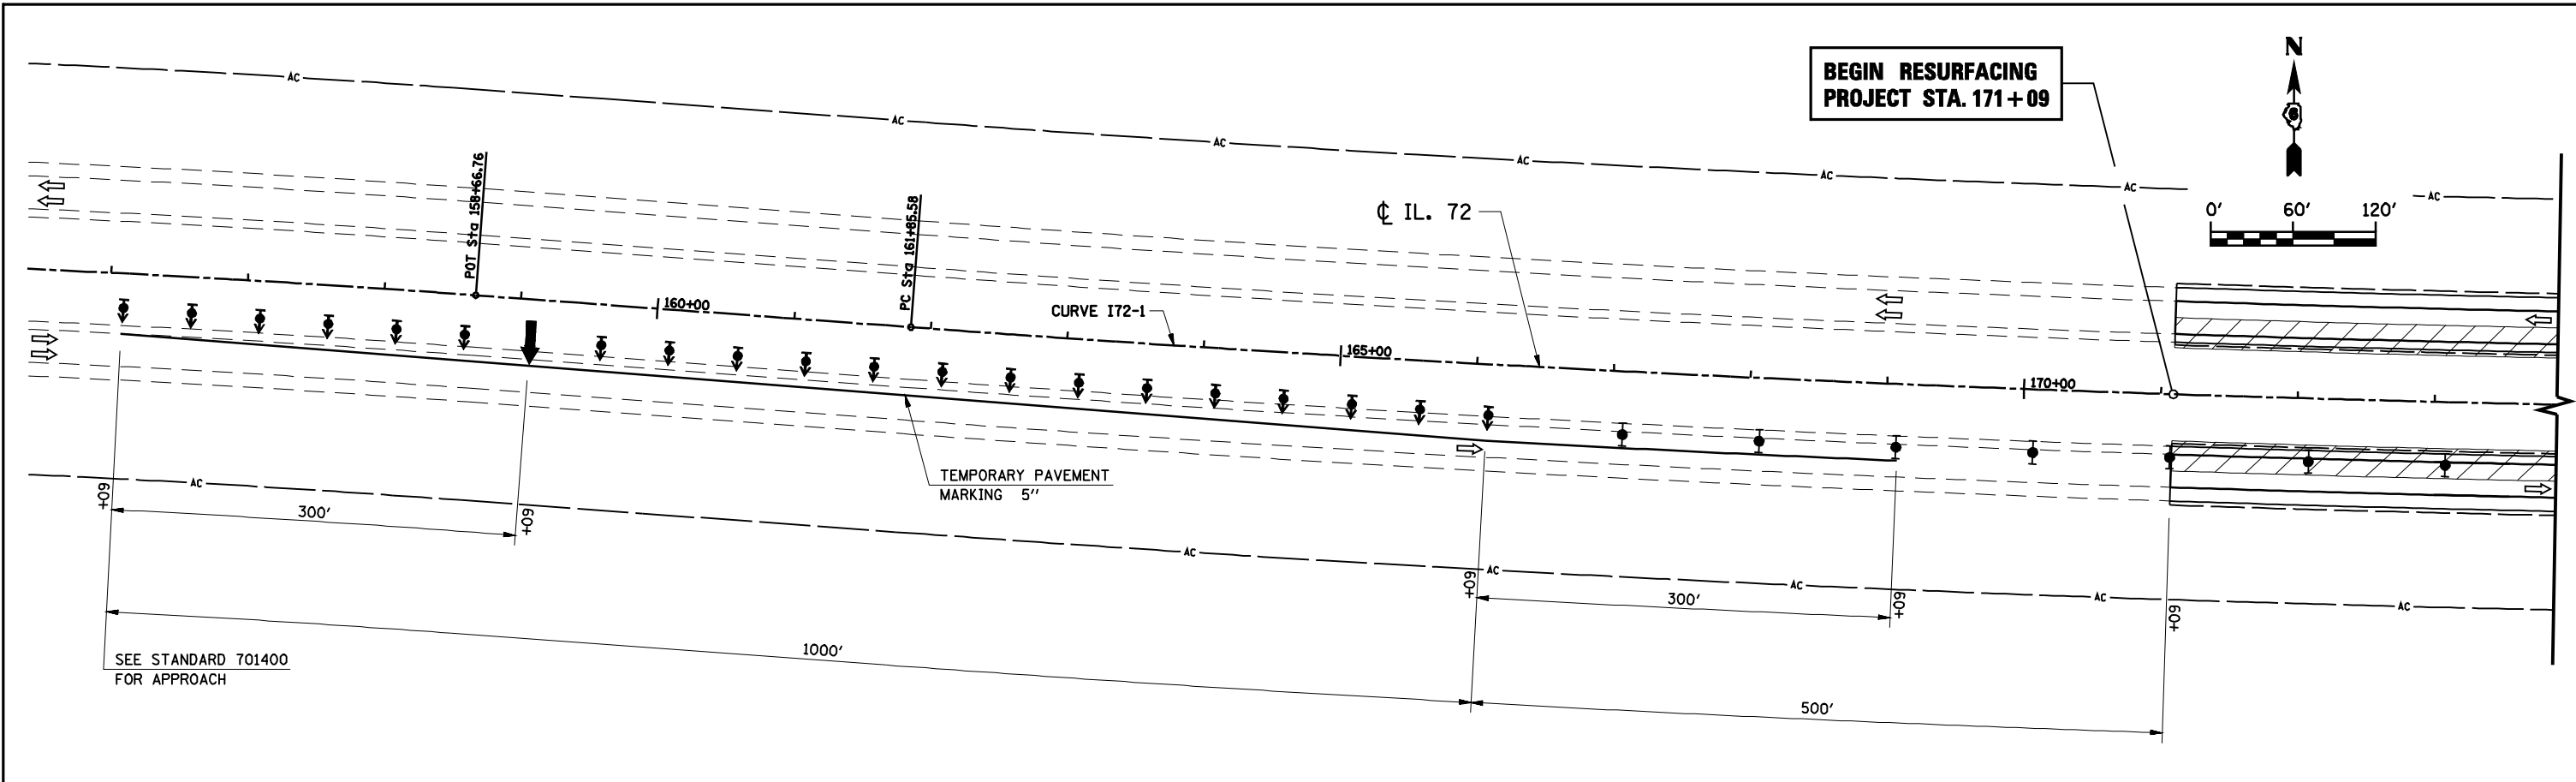 BEGIN RESURFACING
PROJECT STA. 171+09
N
6
0' 60' 120'
AC
AC
AC
AC
AC
AC
AC
POT Sta 158+66.76
PC Sta 161+85.58
℄ IL. 72
160+00
CURVE I72-1
165+00
170+00
TEMPORARY PAVEMENT
MARKING 5''
AC
AC
AC
AC
AC
AC
+09
300'
+09
+09
300'
+09
+09
1000'
500'
SEE STANDARD 701400
FOR APPROACH